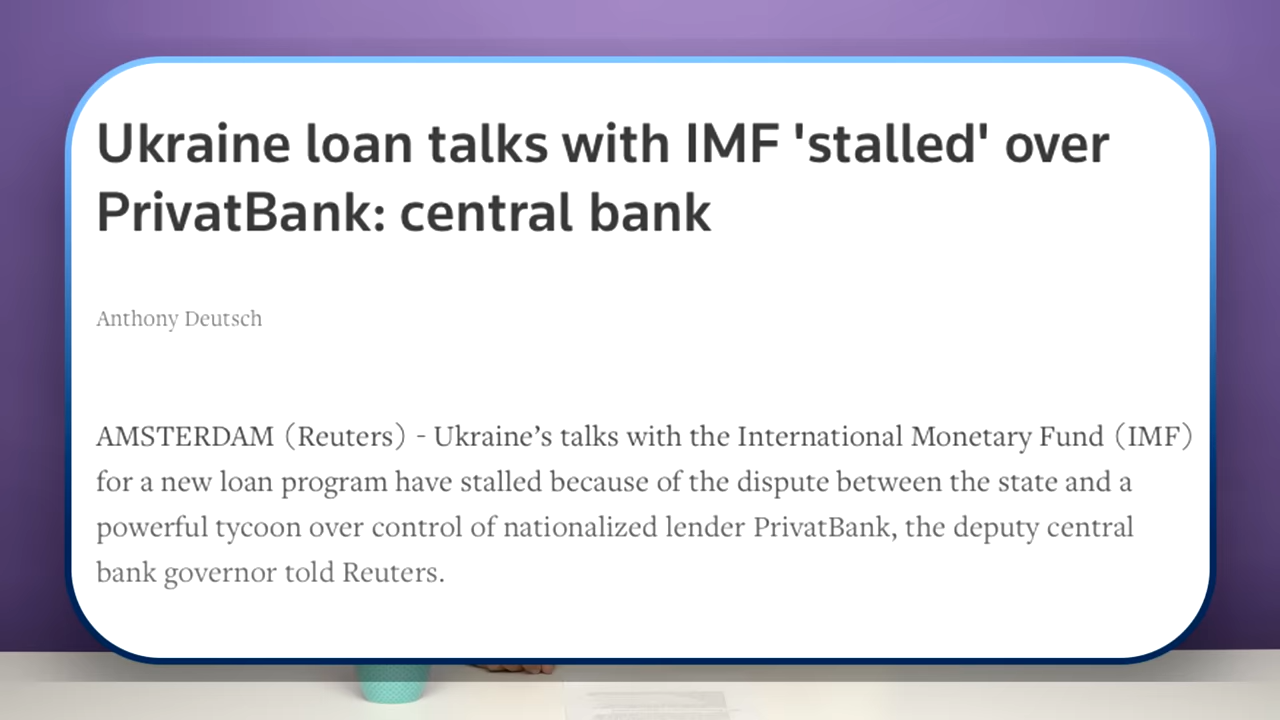 Ukraine loan talks with IMF 'stalled' over
PrivatBank: central bank
Anthony Deutsch
AMSTERDAM (Reuters) - Ukraine’s talks with the International Monetary Fund (IMF)
for a new loan program have stalled because of the dispute between the state and a
powerful tycoon over control of nationalized lender PrivatBank, the deputy central
bank governor told Reuters.